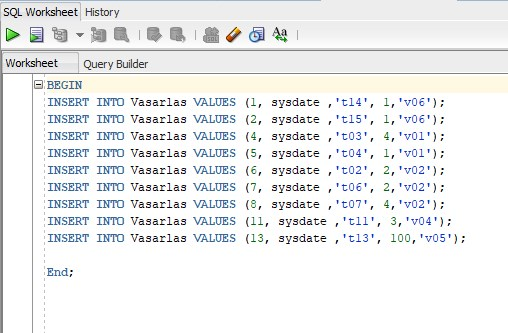 SQL Worksheet History
Worksheet Query Builder
BEGIN
INSERT INTO Vasarlas VALUES (1, sysdate ,'t14', 1,'v06');
INSERT INTO Vasarlas VALUES (2, sysdate ,'t15', 1,'v06');
INSERT INTO Vasarlas VALUES (4, sysdate ,'t03', 4,'v01');
INSERT INTO Vasarlas VALUES (5, sysdate ,'t04', 1,'v01');
INSERT INTO Vasarlas VALUES (6, sysdate ,'t02', 2,'v02');
INSERT INTO Vasarlas VALUES (7, sysdate ,'t06', 2,'v02');
INSERT INTO Vasarlas VALUES (8, sysdate ,'t07', 4,'v02');
INSERT INTO Vasarlas VALUES (11, sysdate ,'t11', 3,'v04');
INSERT INTO Vasarlas VALUES (13, sysdate ,'t13', 100,'v05');
End;